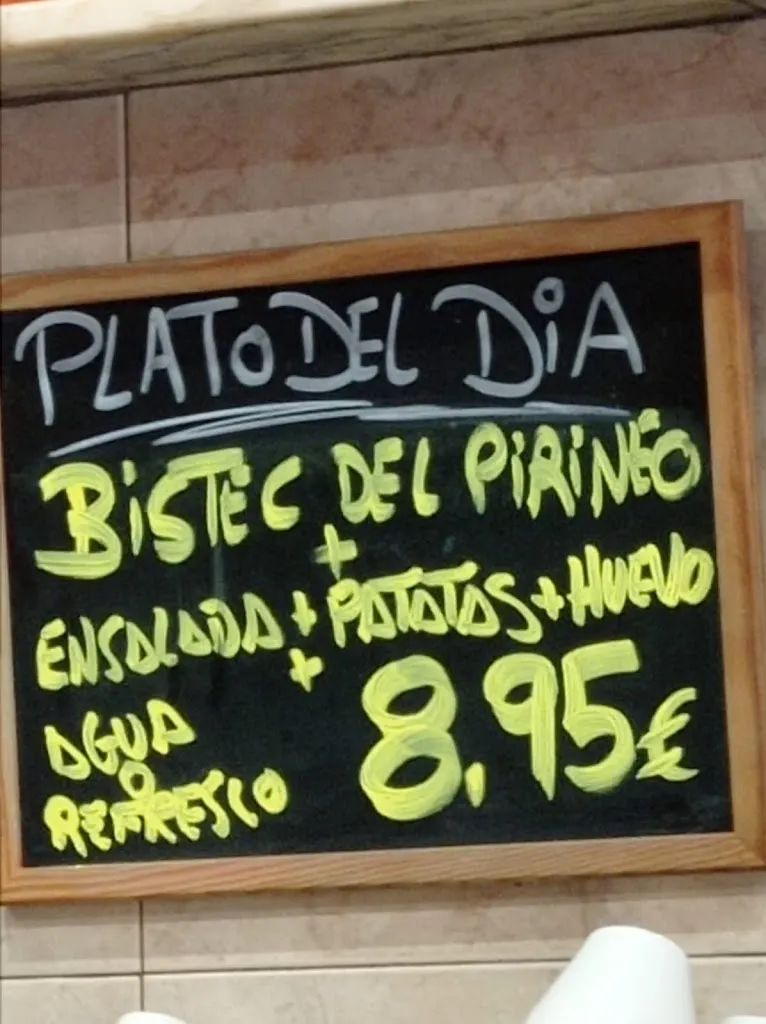 PLATO DEL DIA
BISTEC DEL PIRINEO
+
ENSALADA + PATATAS + HUEVO
+
AGUA
O
REFRESCO
8,95€